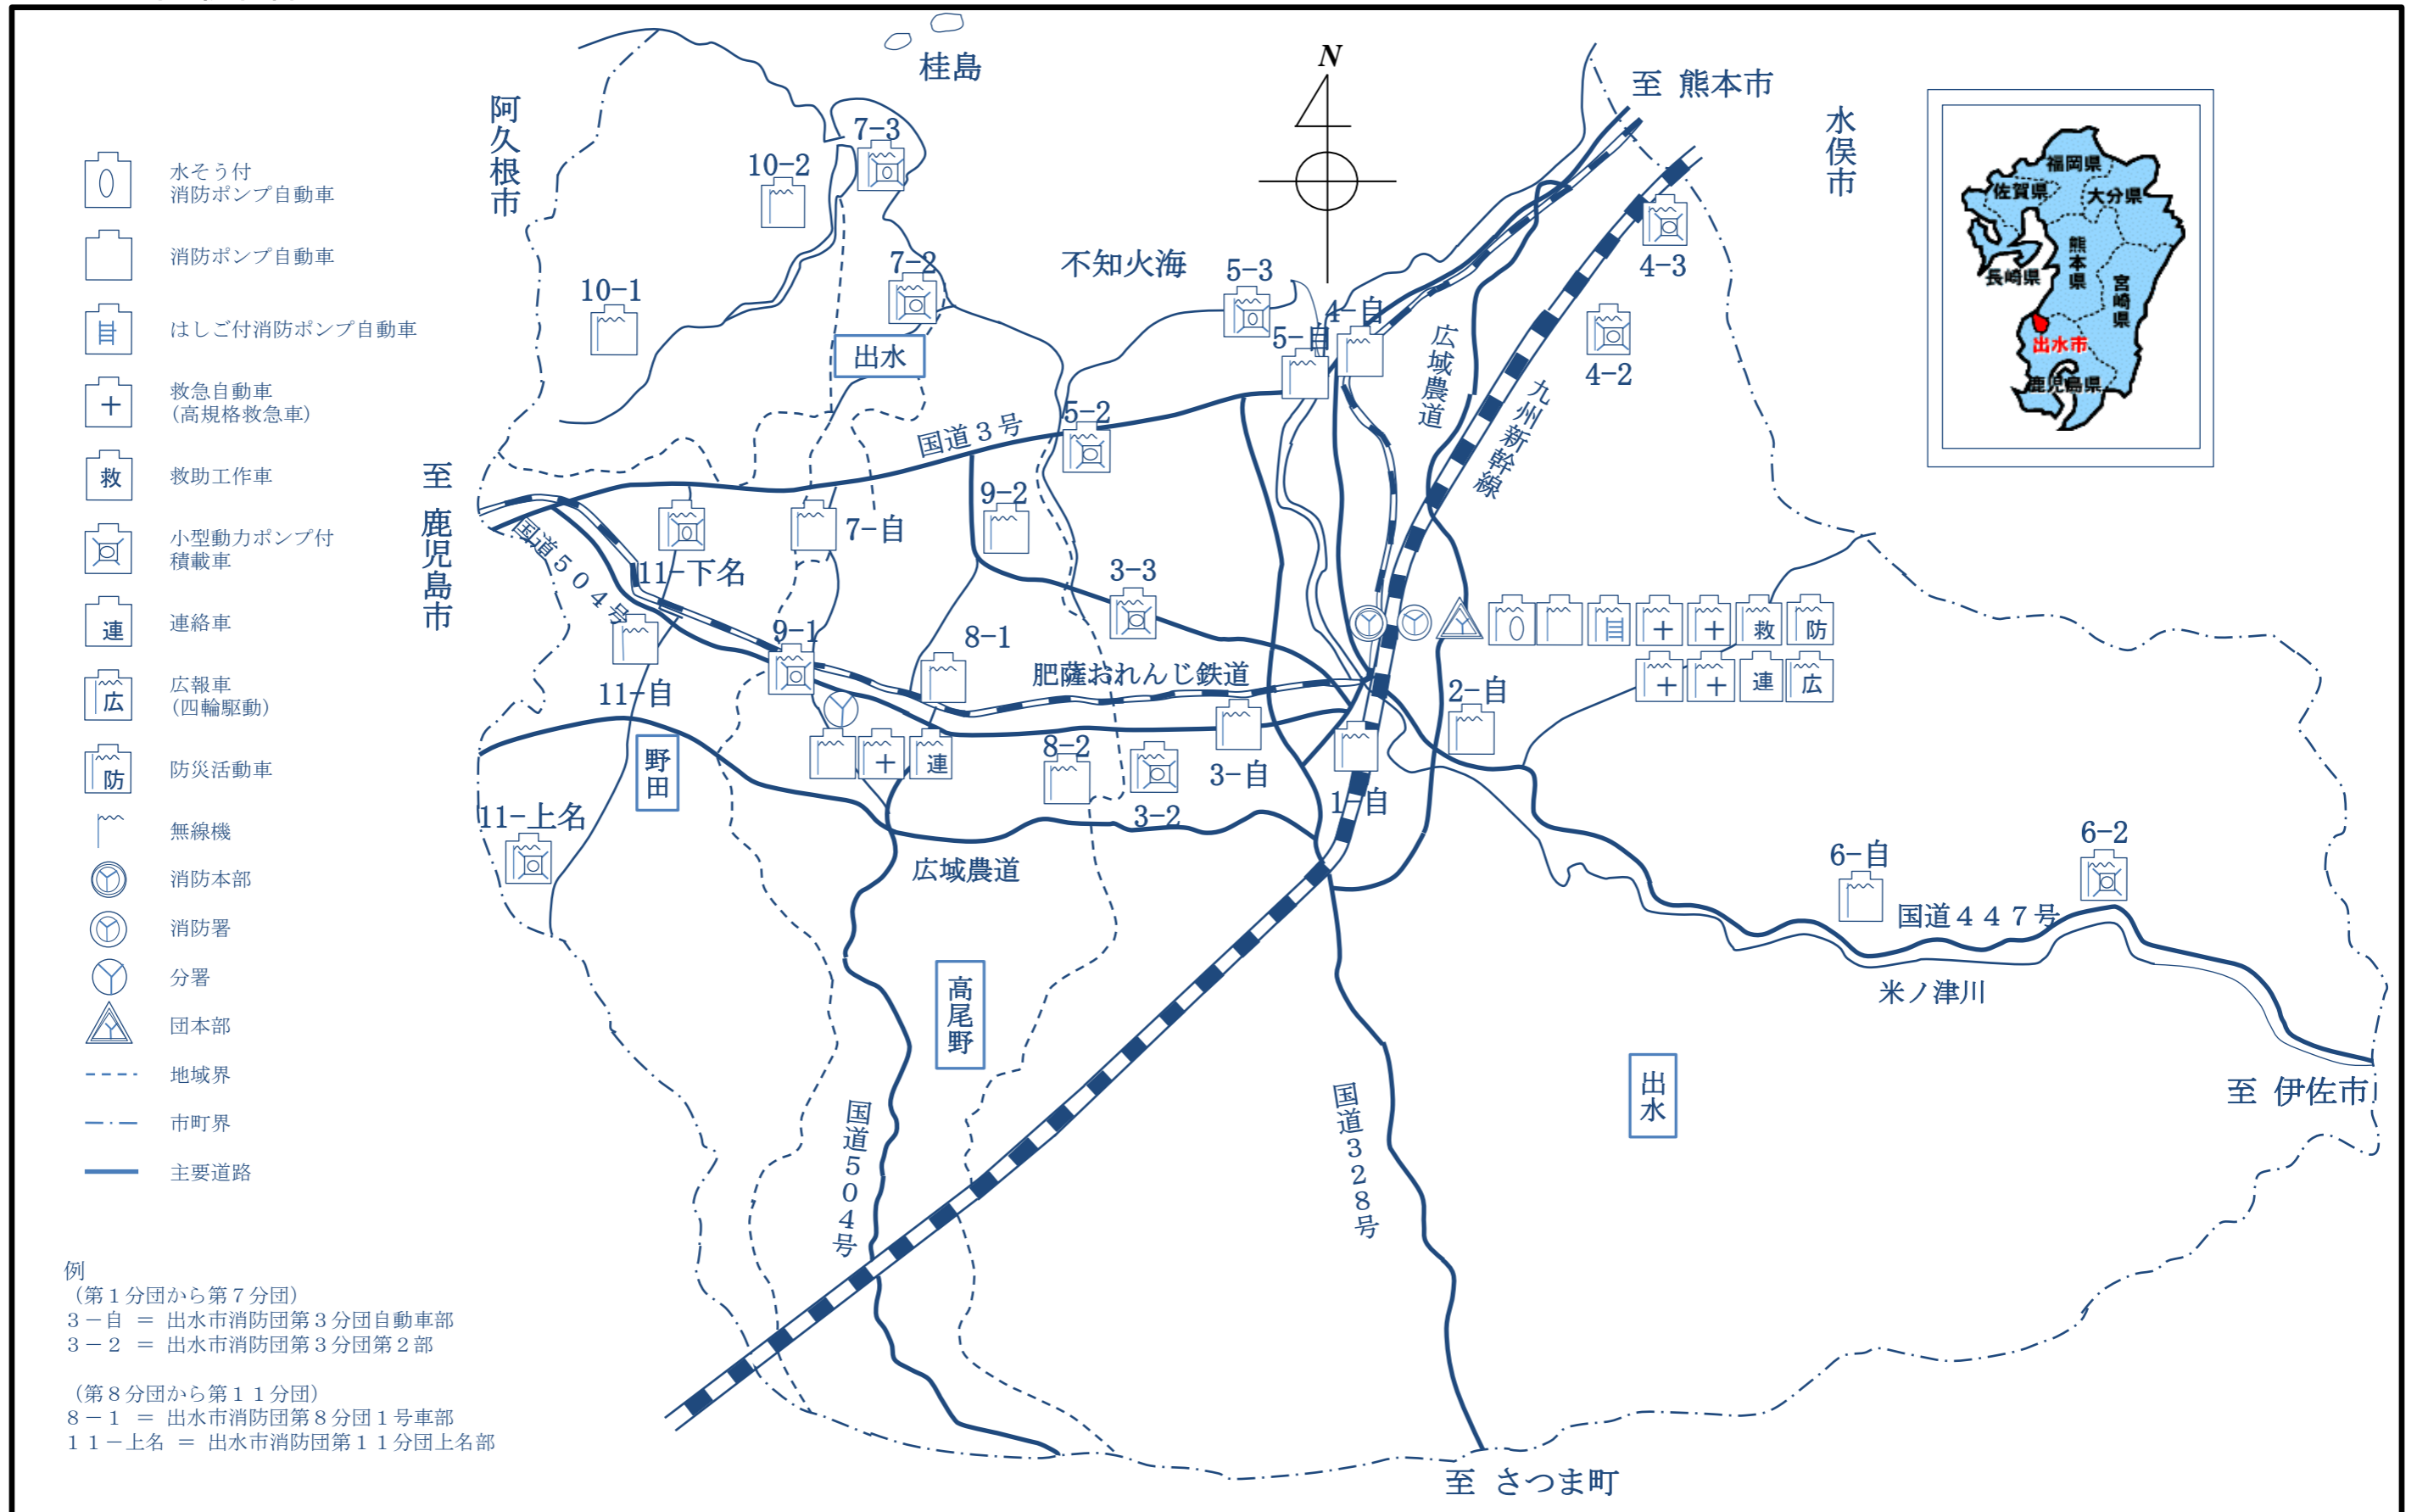 水そう付
消防ポンプ自動車
消防ポンプ自動車
はしご付消防ポンプ自動車
救急自動車
(高規格救急車)
救
救助工作車
小型動力ポンプ付
積載車
連
連絡車
広
広報車
(四輪駆動)
防
防災活動車
無線機
消防本部
消防署
分署
団本部
地域界
市町界
主要道路
例
（第１分団から第７分団）
３－自 ＝ 出水市消防団第３分団自動車部
３－２ ＝ 出水市消防団第３分団第２部
（第８分団から第１１分団）
８－１ ＝ 出水市消防団第８分団１号車部
１１－上名 ＝ 出水市消防団第１１分団上名部
桂島
N
至 熊本市
水俣市
阿久根市
7-3
10-2
7-2
10-1
不知火海
5-3
4-自
5-自
4-3
4-2
広域農道
九州新幹線
出水
国道３号
5-2
9-2
7-自
至 鹿児島市
国道５０４号
11-下名
3-3
9-1
8-1
11-自
肥薩おれんじ鉄道
2-自
救
防
連
広
野田
連
8-2
3-2
3-自
1-自
11-上名
広域農道
6-自
6-2
国道４４７号
米ノ津川
高尾野
出水
至 伊佐市
国道５０４号
国道３２８号
至 さつま町
福岡県
佐賀県
大分県
長崎県
熊本県
宮崎県
出水市
鹿児島県